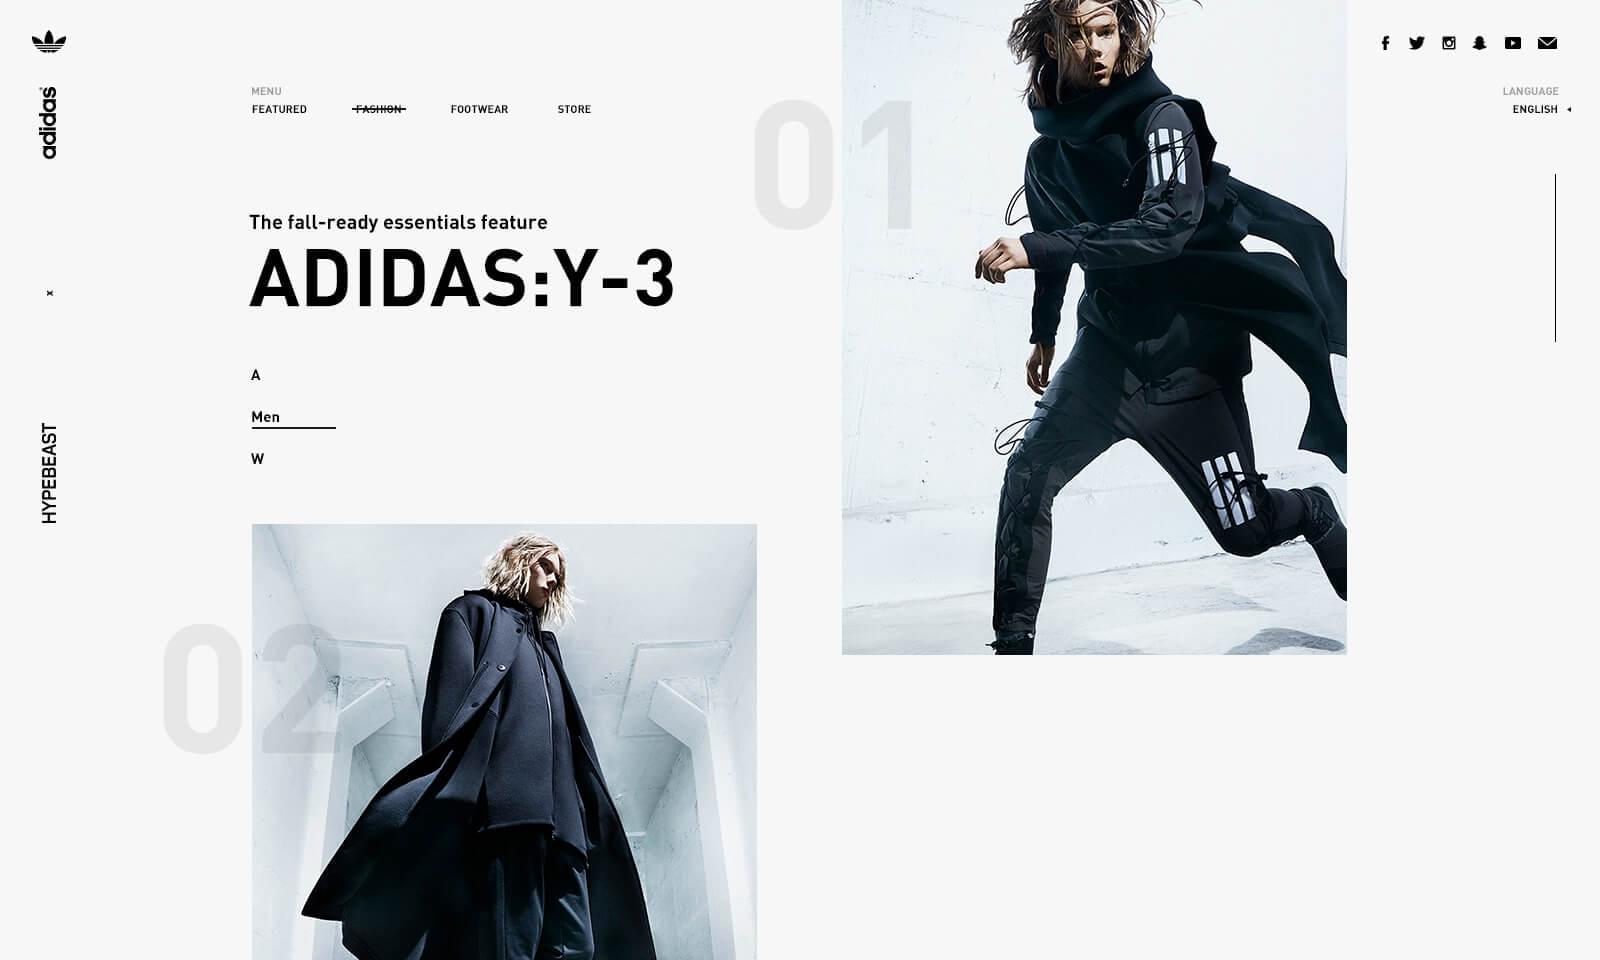 adidas
x
HYPEBEAST
MENU
FEATURED
FASHION
FOOTWEAR
STORE
LANGUAGE
ENGLISH
01
The fall-ready essentials feature
ADIDAS:Y-3
A
Men
W
02